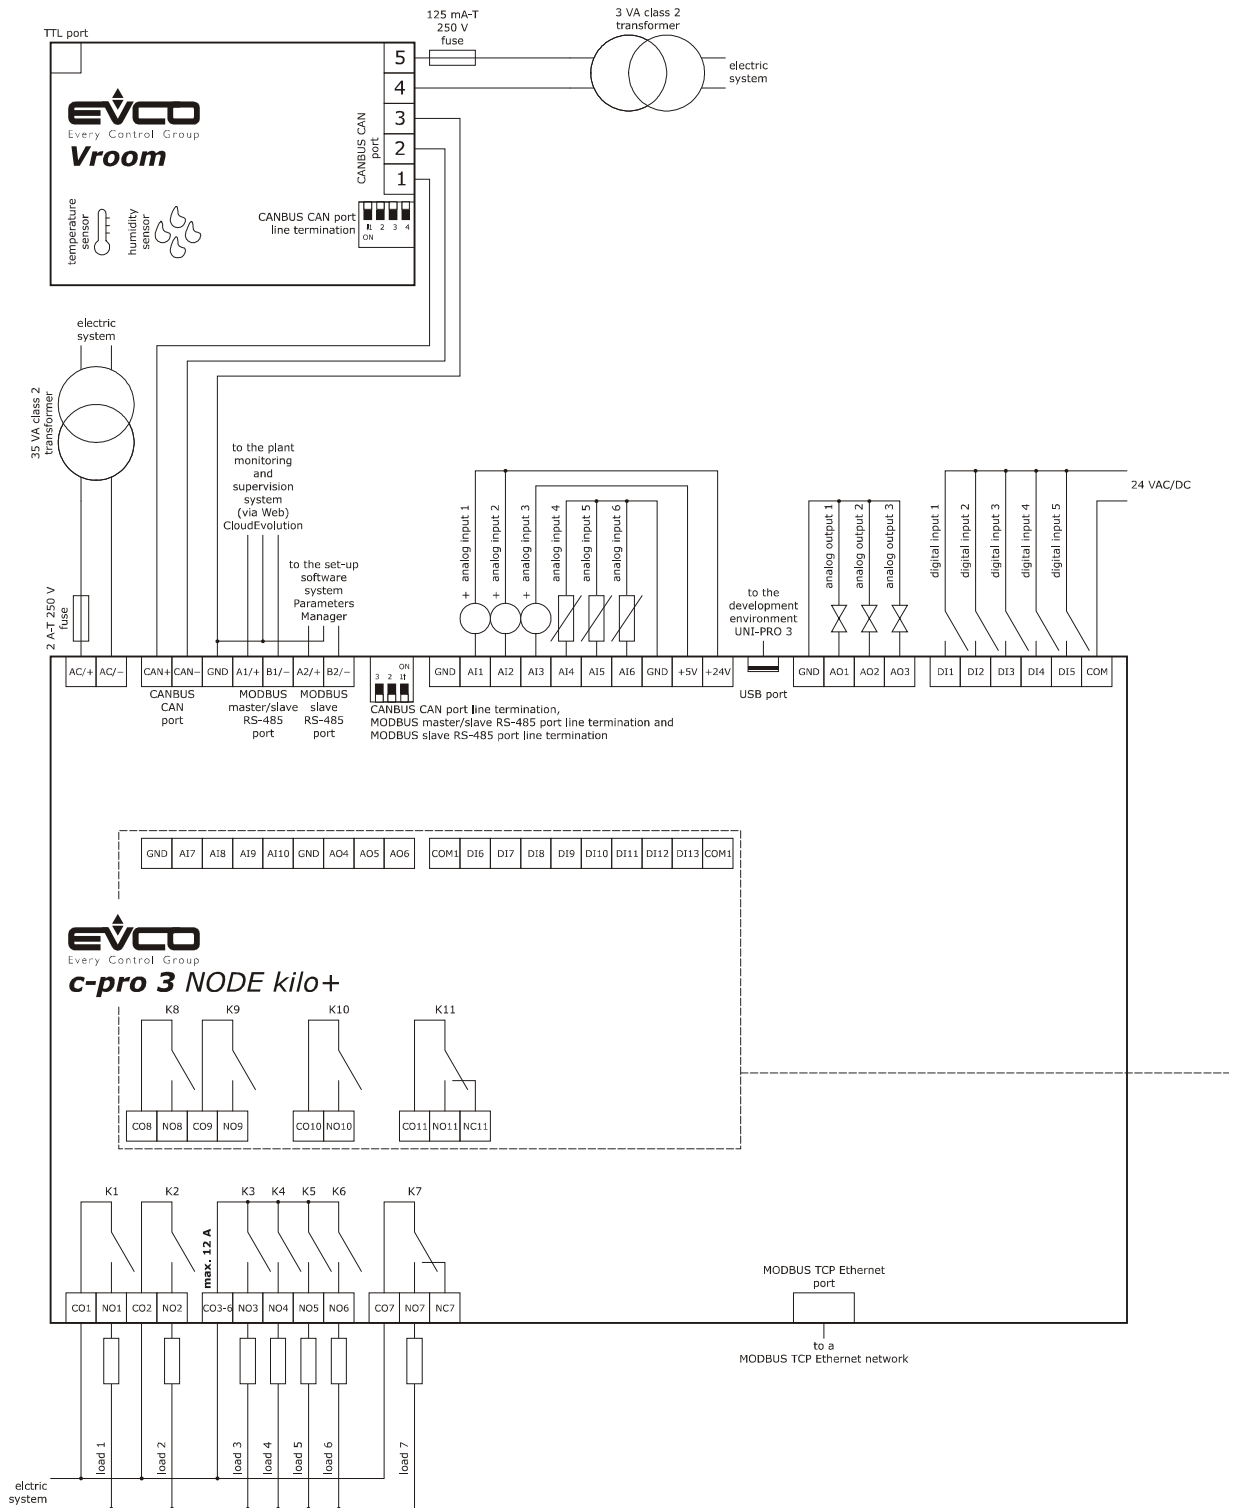 125 mA-T
250 V
fuse
3 VA class 2
transformer
electric
system
TTL port
EVCO
Every Control Group
Vroom
5
4
3
2
1
CANBUS CAN
port
temperature
sensor
humidity
sensor
CANBUS CAN port
line termination
1 2 3 4
ON
electric
system
35 VA class 2
transformer
2 A-T 250 V
fuse
to the plant
monitoring
and
supervision
system
(via Web)
CloudEvolution
to the set-up
software
system
Parameters
Manager
+ analog input 1
+ analog input 2
+ analog input 3
analog input 4
analog input 5
analog input 6
to the
development
environment
UNI-PRO 3
analog output 1
analog output 2
analog output 3
digital input 1
digital input 2
digital input 3
digital input 4
digital input 5
24 VAC/DC
AC/+ AC/− CAN+ CAN− GND A1/+ B1/− A2/+ B2/− GND AI1 AI2 AI3 AI4 AI5 AI6 GND +5V +24V GND AO1 AO2 AO3 DI1 DI2 DI3 DI4 DI5 COM
CANBUS
CAN
port
MODBUS
master/slave
RS-485
port
MODBUS
slave
RS-485
port
ON
3 2 1
CANBUS CAN port line termination,
MODBUS master/slave RS-485 port line termination and
MODBUS slave RS-485 port line termination
USB port
GND AI7 AI8 AI9 AI10 GND AO4 AO5 AO6 COM1 DI6 DI7 DI8 DI9 DI10 DI11 DI12 DI13 COM1
EVCO
Every Control Group
c-pro 3 NODE kilo+
K8 K9 K10 K11
CO8 NO8 CO9 NO9 CO10 NO10 CO11 NO11 NC11
K1 K2 K3 K4 K5 K6 K7
max. 12 A
CO1 NO1 CO2 NO2 CO3-6 NO3 NO4 NO5 NO6 CO7 NO7 NC7
MODBUS TCP Ethernet
port
to a
MODBUS TCP Ethernet network
load 1
load 2
load 3
load 4
load 5
load 6
load 7
elctric
system